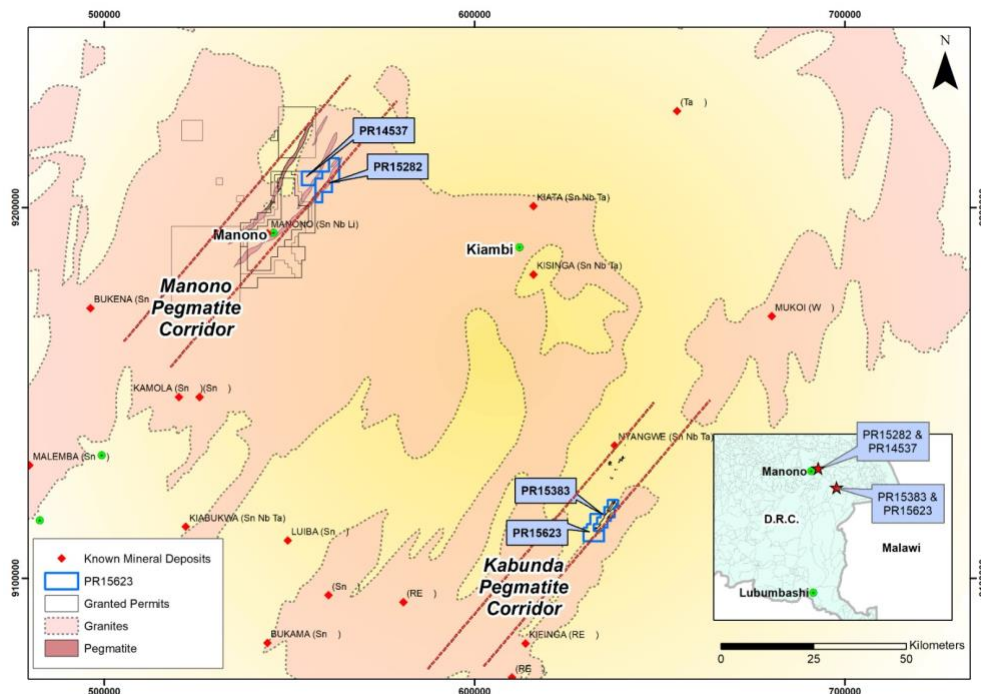 500000 600000 700000
N
(Ta )
PR14537
PR15282
9200000
KIATA (Sn Nb Ta)
MANONO (Sn Nb Li)
Manono
Kiambi
KISINGA (Sn Nb Ta)
Manono
Pegmatite
Corridor
BUKENA (Sn
MUKOI (W )
KAMOLA (Sn )(Sn )
NYANGWE (Sn Nb Ta)
MALEMBA (Sn )
PR15383
PR15623
KIABUKWA (Sn Nb Ta)
LUIBA (Sn )
Kabunda
Pegmatite
Corridor
9100000
(Sn )
(RE )
BUKAMA (Sn )
KIFINGA (RE )
(RE )
Known Mineral Deposits
PR15623
Granted Permits
Granites
Pegmatite
PR15282 &
PR14537
Manono
PR15383 &
PR15623
D.R.C.
Malawi
Lubumbashi
Kilometers
0 25 50
500000 600000 700000